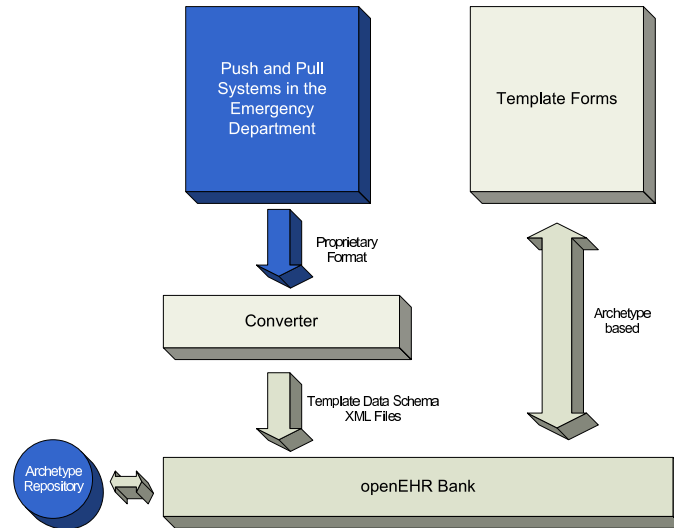 Push and Pull
Systems in the
Emergency
Department
Template Forms
Proprietary
Format
Converter
Archetype
based
Template Data Schema
XML Files
Archetype
Repository
openEHR Bank